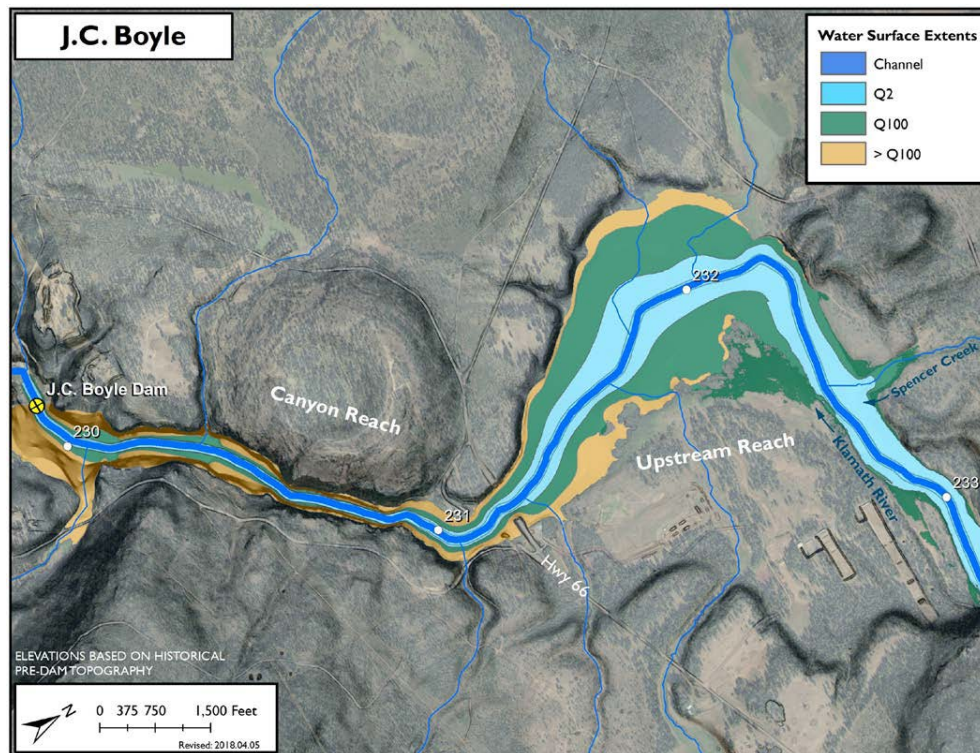 J.C. Boyle
Water Surface Extents
Channel
Q2
Q100
> Q100
232
J.C. Boyle Dam
Canyon Reach
Spencer Creek
230
Upstream Reach
Klamath River
233
231
Hwy 66
ELEVATIONS BASED ON HISTORICAL
PRE-DAM TOPOGRAPHY
Z
0 375 750 1,500 Feet
Revised: 2018.04.05